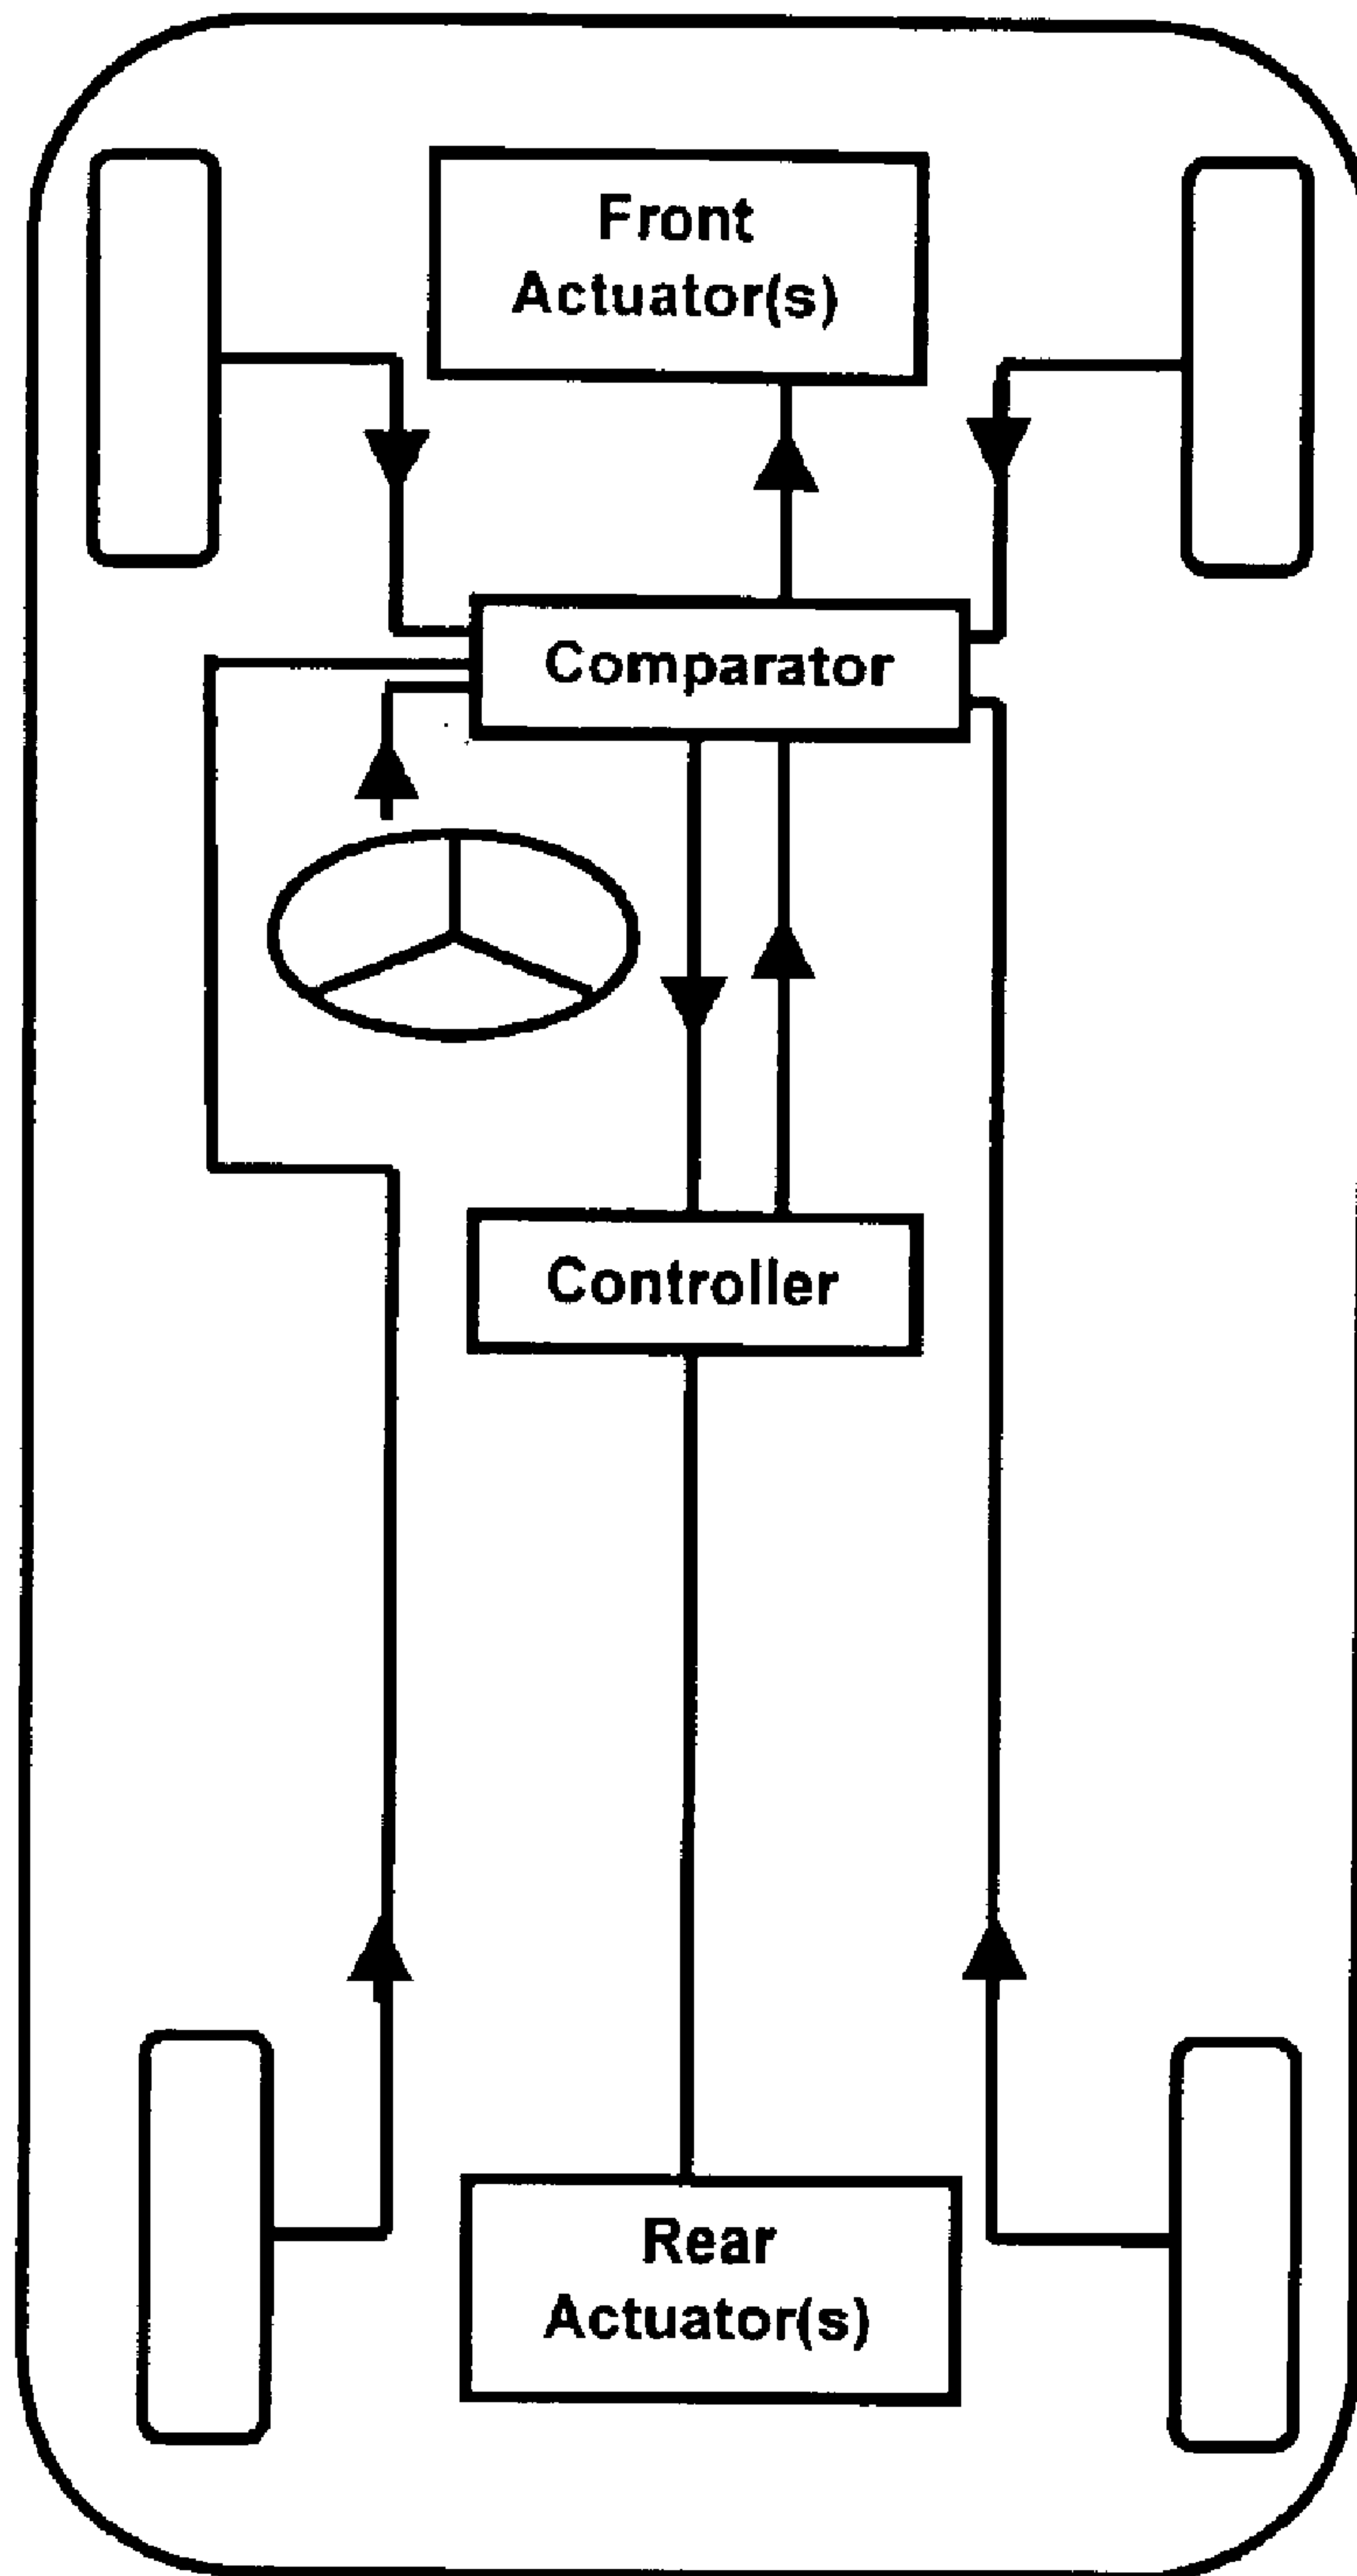 Front
Actuator(s)
Comparator
Controller
Rear
Actuator(s)